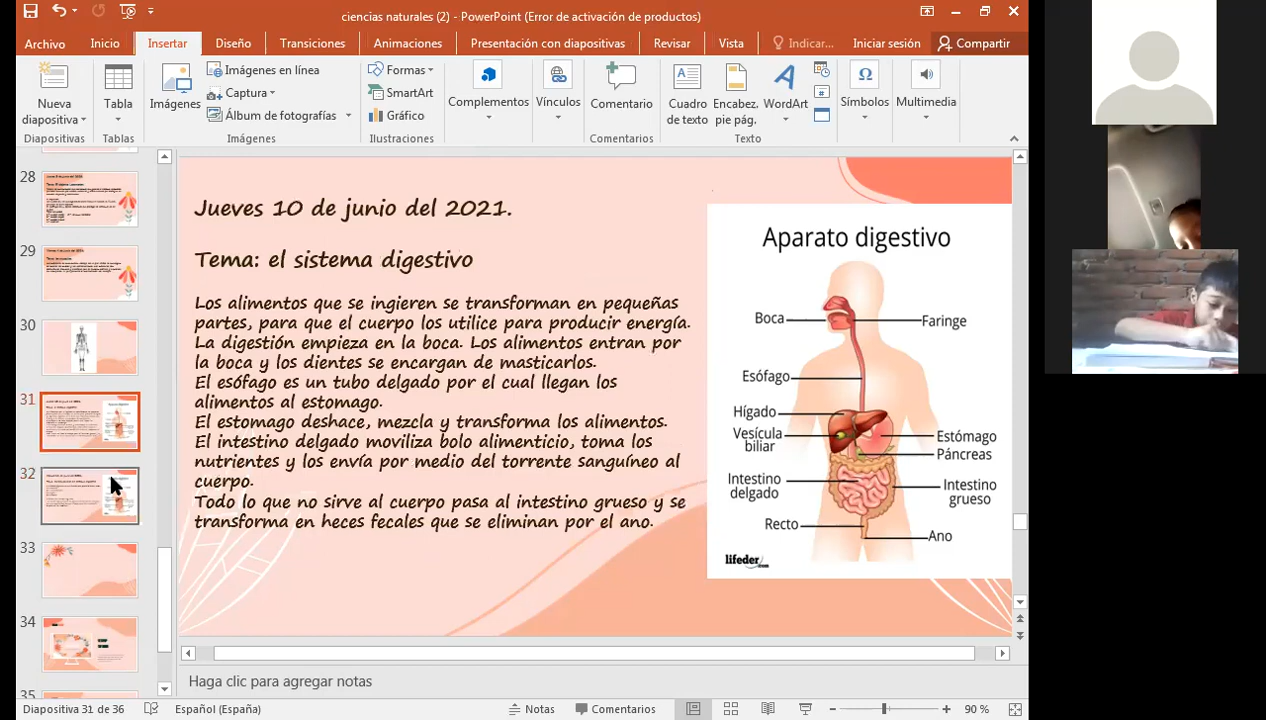 ciencias naturales (2) - PowerPoint (Error de activación de productos)
Archivo Inicio Insertar Diseño Transiciones Animaciones Presentación con diapositivas Revisar Vista Indicar... Iniciar sesión Compartir
Nueva diapositiva
Diapositivas
Tabla
Tablas
Imágenes
Imágenes en línea
Captura
Álbum de fotografías
Imágenes
Formas
SmartArt
Gráfico
Ilustraciones
Complementos
Vínculos
Comentario
Comentarios
Cuadro de texto
Encabez. pie pág.
WordArt
Texto
Símbolos
Multimedia
28
29
30
31
32
33
34
35
Jueves 10 de junio del 2021.
Tema: el sistema digestivo
Los alimentos que se ingieren se transforman en pequeñas
partes, para que el cuerpo los utilice para producir energía.
La digestión empieza en la boca. Los alimentos entran por
la boca y los dientes se encargan de masticarlos.
El esófago es un tubo delgado por el cual llegan los
alimentos al estomago.
El estomago deshace, mezcla y transforma los alimentos.
El intestino delgado moviliza bolo alimenticio, toma los
nutrientes y los envía por medio del torrente sanguíneo al
cuerpo.
Todo lo que no sirve al cuerpo pasa al intestino grueso y se
transforma en heces fecales que se eliminan por el ano.
Aparato digestivo
Boca
Faringe
Esófago
Hígado
Vesícula
biliar
Estómago
Páncreas
Intestino
delgado
Intestino
grueso
Recto
Ano
lifeder.com
Haga clic para agregar notas
Diapositiva 31 de 36 Español (España) Notas Comentarios 90 %